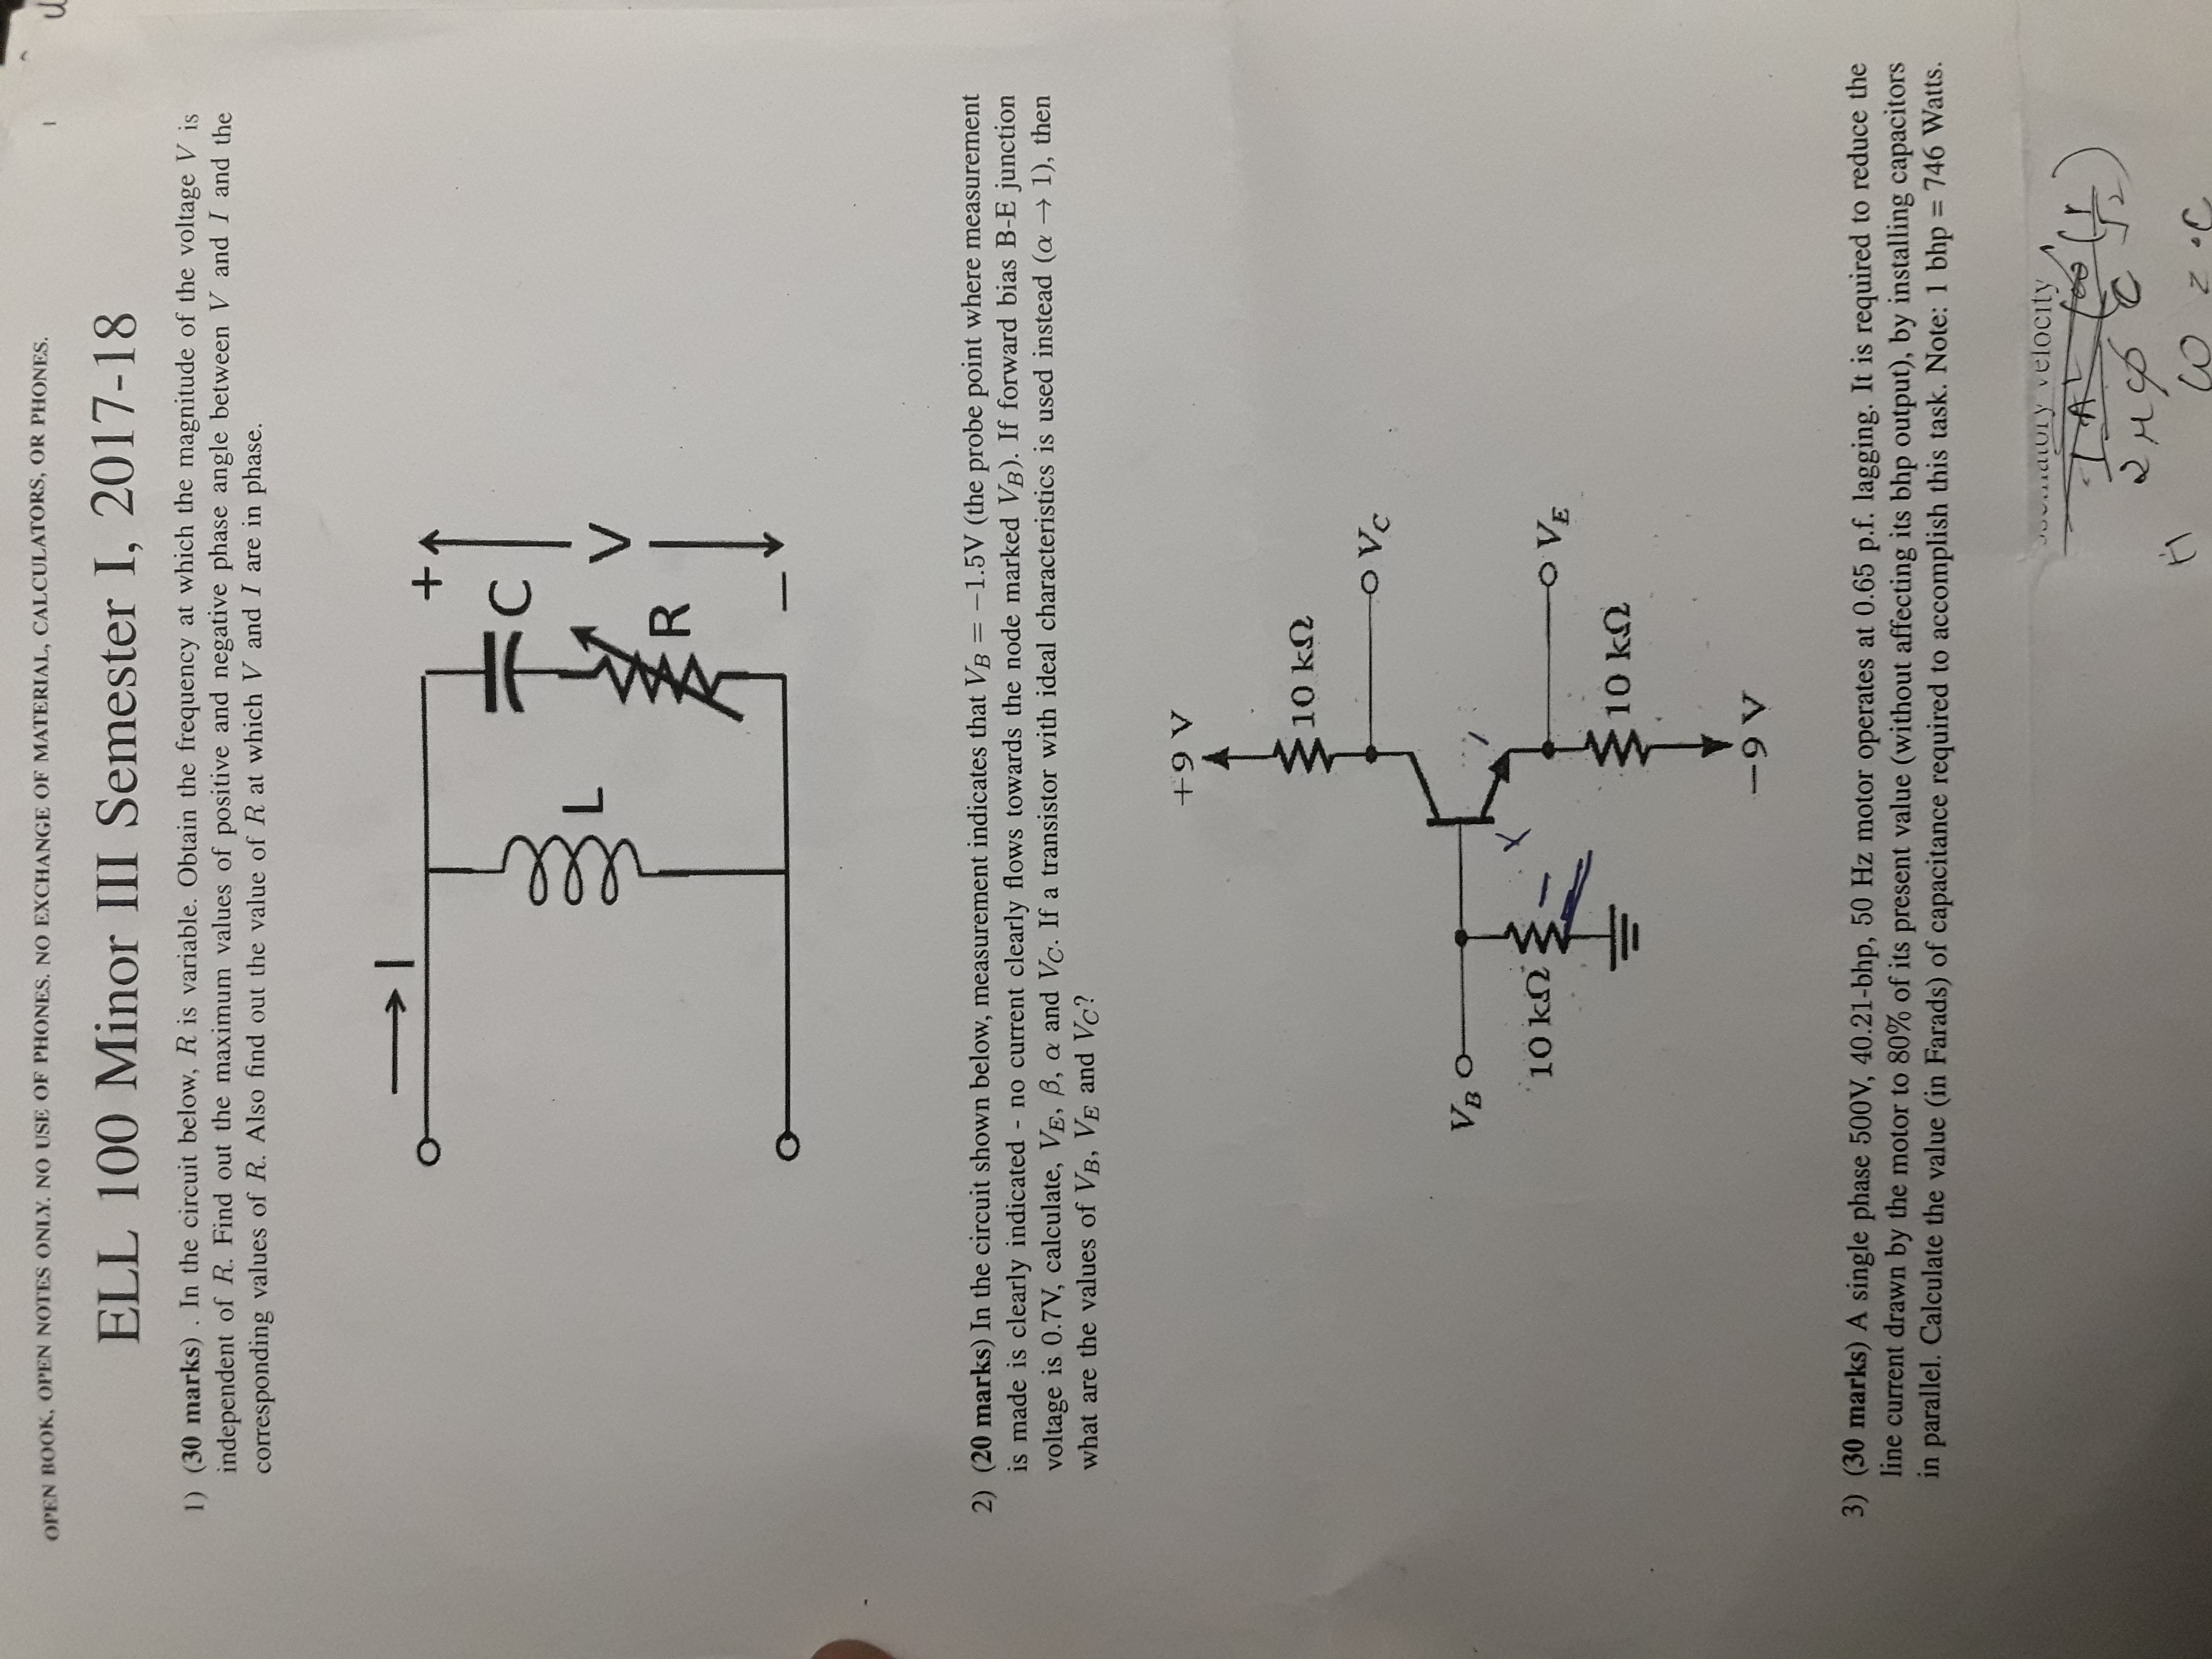 OPEN BOOK, OPEN NOTES ONLY. NO USE OF PHONES. NO EXCHANGE OF MATERIAL, CALCULATORS, OR PHONES.
1
ELL 100 Minor III Semester I, 2017-18
1) (30 marks) . In the circuit below, R is variable. Obtain the frequency at which the magnitude of the voltage V is
independent of R. Find out the maximum values of positive and negative phase angle between V and I and the
corresponding values of R. Also find out the value of R at which V and I are in phase.
I
+
C
L
V
R
−
2) (20 marks) In the circuit shown below, measurement indicates that V_B = −1.5V (the probe point where measurement
is made is clearly indicated - no current clearly flows towards the node marked V_B). If forward bias B-E junction
voltage is 0.7V, calculate, V_E, β, α and V_C. If a transistor with ideal characteristics is used instead (α → 1), then
what are the values of V_B, V_E and V_C?
+9 V
10 kΩ
V_C
V_B
10 kΩ
V_E
10 kΩ
−9 V
3) (30 marks) A single phase 500V, 40.21-bhp, 50 Hz motor operates at 0.65 p.f. lagging. It is required to reduce the
line current drawn by the motor to 80% of its present value (without affecting its bhp output), by installing capacitors
in parallel. Calculate the value (in Farads) of capacitance required to accomplish this task. Note: 1 bhp = 746 Watts.
velocity